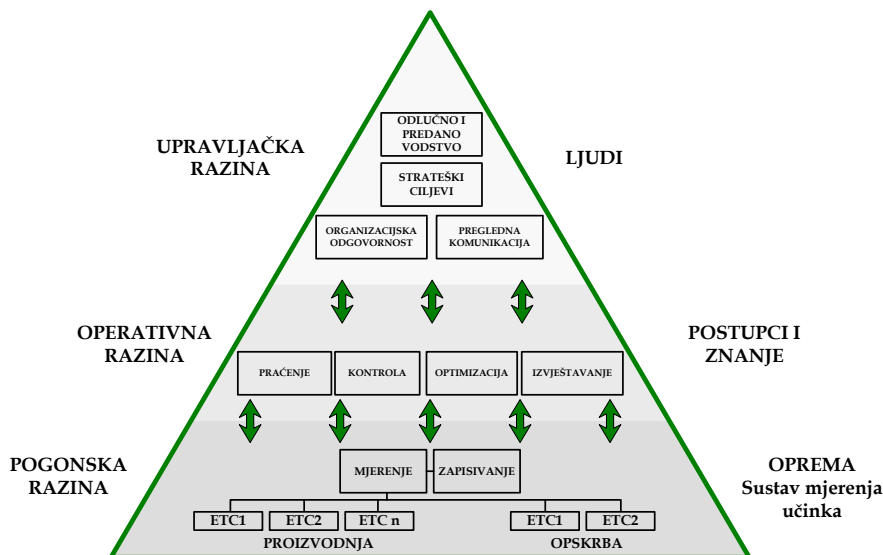 ODLUČNO I
PREDANO
VODSTVO
UPRAVLJAČKA
RAZINA
LJUDI
STRATEŠKI
CILJEVI
ORGANIZACIJSKA
ODGOVORNOST
PREGLEDNA
KOMUNIKACIJA
OPERATIVNA
RAZINA
POSTUPCI I
ZNANJE
PRAĆENJE
KONTROLA
OPTIMIZACIJA
IZVJEŠTAVANJE
POGONSKA
RAZINA
MJERENJE
ZAPISIVANJE
OPREMA
Sustav mjerenja
učinka
ETC1
ETC2
ETC n
ETC1
ETC2
PROIZVODNJA
OPSKRBA